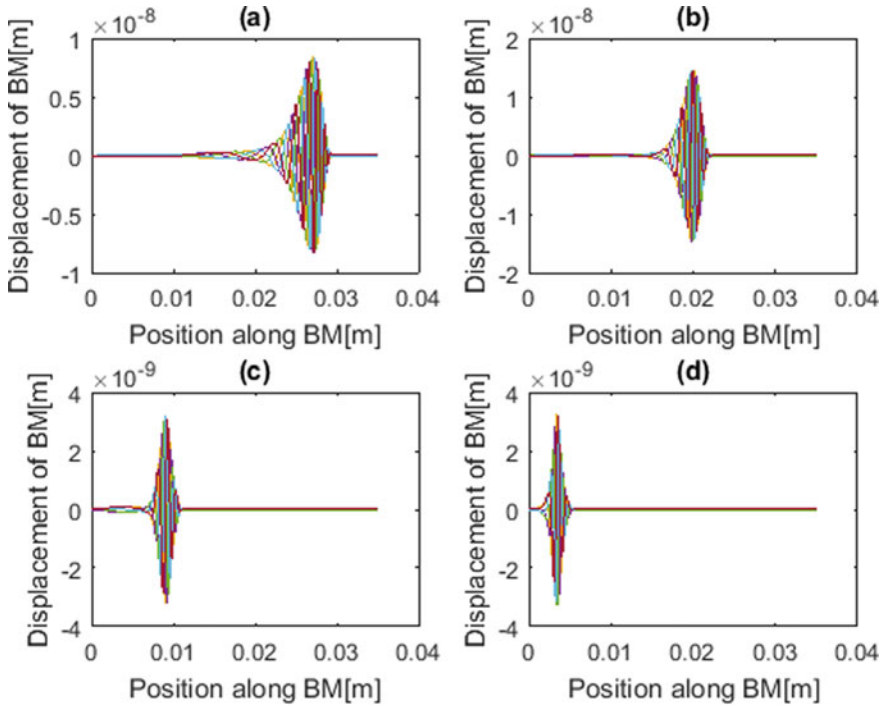 (a)
×10⁻⁸
1
0.5
0
-0.5
-1
Displacement of BM[m]
0 0.01 0.02 0.03 0.04
Position along BM[m]
(b)
×10⁻⁸
2
1
0
-1
-2
Displacement of BM[m]
0 0.01 0.02 0.03 0.04
Position along BM[m]
(c)
×10⁻⁹
4
2
0
-2
-4
Displacement of BM[m]
0 0.01 0.02 0.03 0.04
Position along BM[m]
(d)
×10⁻⁹
4
2
0
-2
-4
Displacement of BM[m]
0 0.01 0.02 0.03 0.04
Position along BM[m]